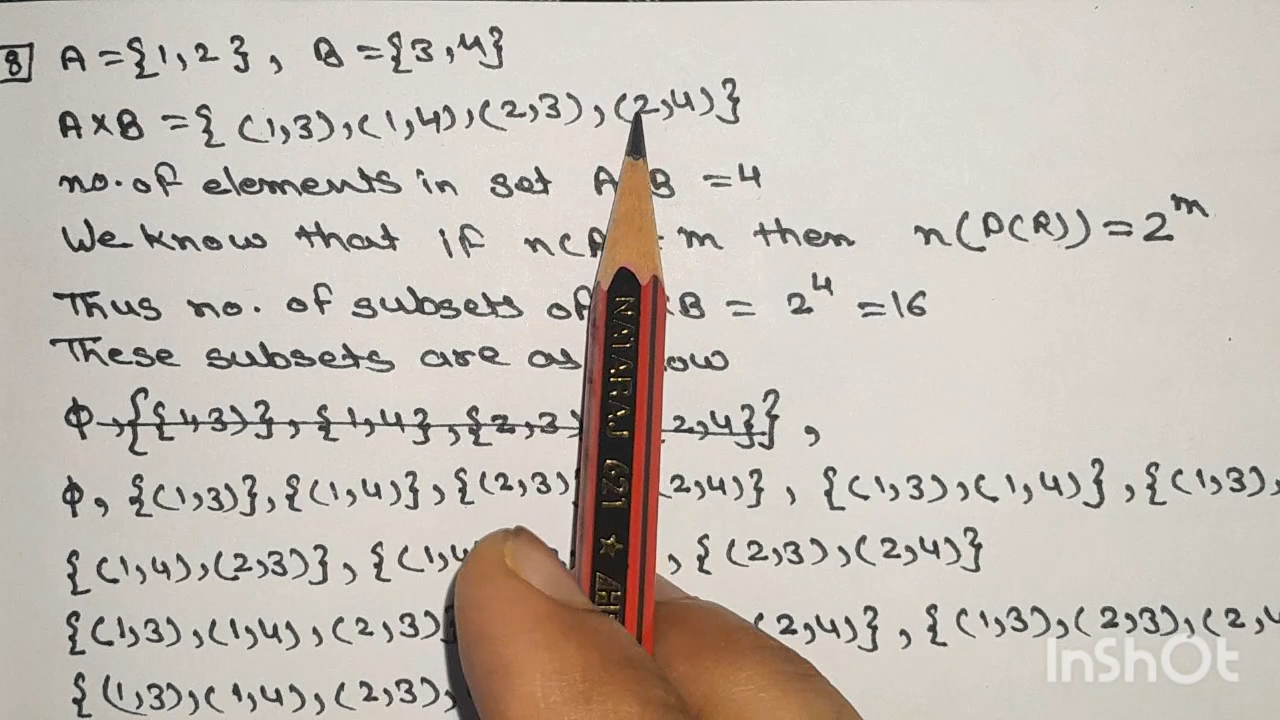 8 A = {1,2}, B = {3,4}
A×B = { (1,3), (1,4), (2,3), (2,4)}
no. of elements in set A B = 4
We know that if n(A = m then n(P(A)) = 2^m
Thus no. of subsets of B = 2^4 = 16
These subsets are as low
ϕ, {{1,3)}, {1,4}, {2,3) 2,4}},
ϕ, {(1,3)}, {(1,4)}, {(2,3) (2,4)}, {(1,3), (1,4)}, {(1,3),
{(1,4), (2,3)}, {(1,4 , {(2,3), (2,4)}
{(1,3), (1,4), (2,3)} (2,4)}, {(1,3), (2,3), (2,4
{(1,3), (1,4), (2,3),
NATARAJ 621 ★
InShOt